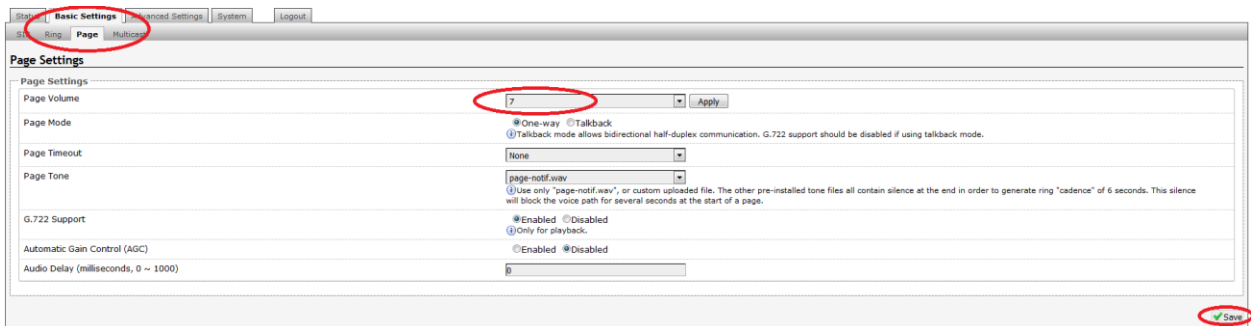 Status Basic Settings Advanced Settings System Logout
SIP Ring Page Multicast
Page Settings
Page Settings
Page Volume 7 Apply
Page Mode One-way Talkback
Talkback mode allows bidirectional half-duplex communication. G.722 support should be disabled if using talkback mode.
Page Timeout None
Page Tone page-notif.wav
Use only "page-notif.wav", or custom uploaded file. The other pre-installed tone files all contain silence at the end in order to generate ring "cadence" of 6 seconds. This silence
will block the voice path for several seconds at the start of a page.
G.722 Support Enabled Disabled
Only for playback.
Automatic Gain Control (AGC) Enabled Disabled
Audio Delay (milliseconds, 0 ~ 1000) 0
Save